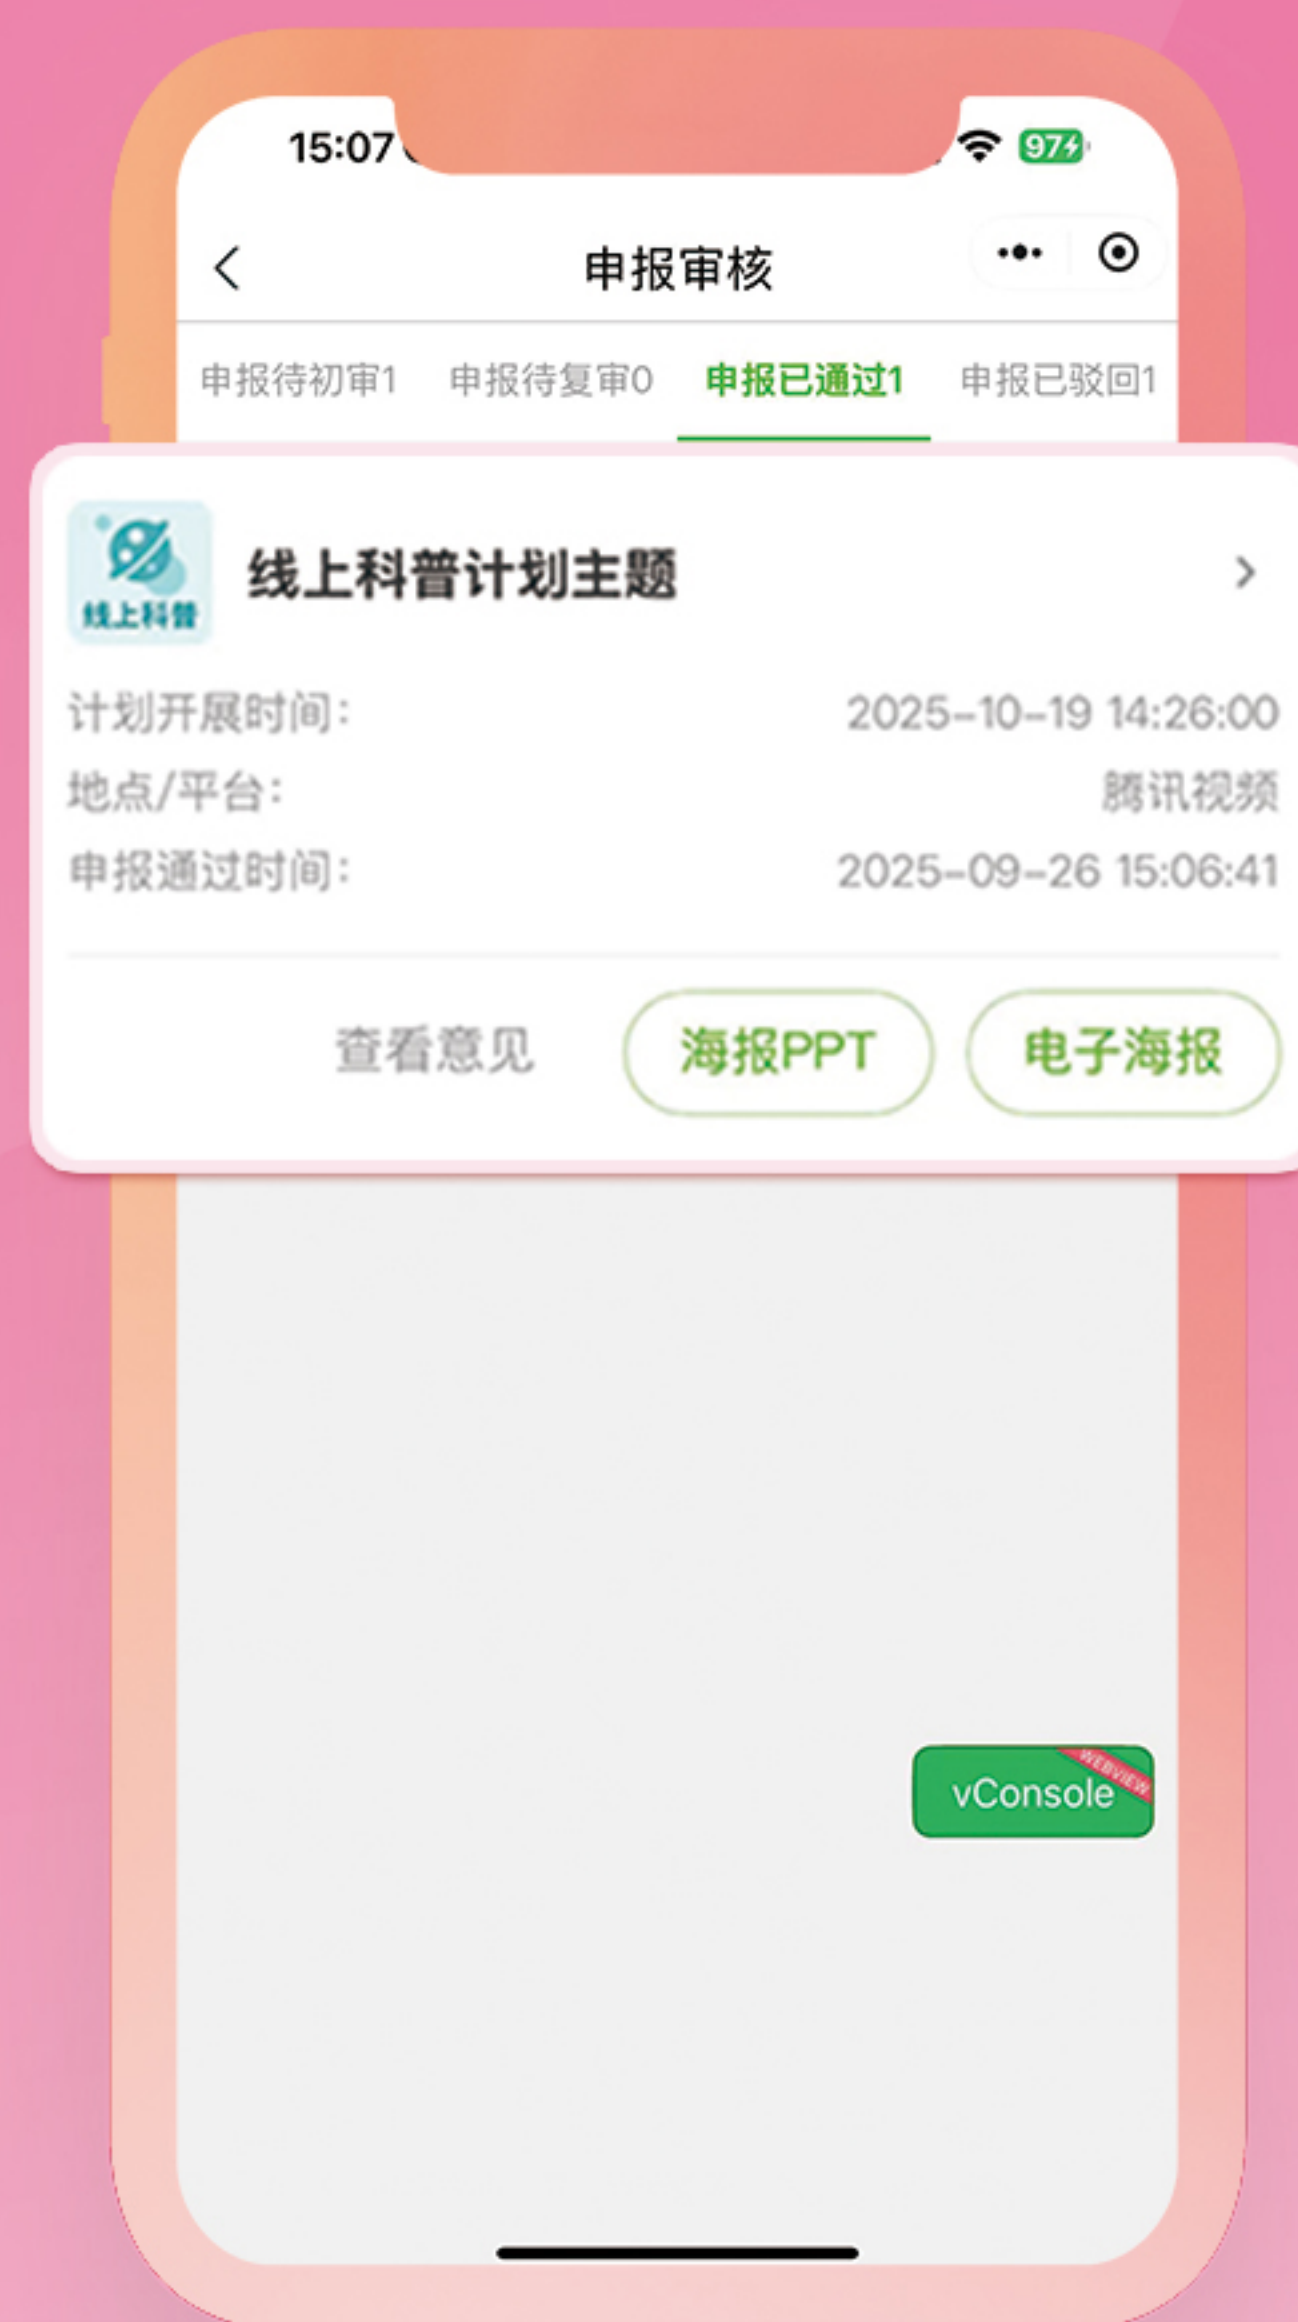 15:07
97
申报审核
申报待初审1 申报待复审0 申报已通过1 申报已驳回1
线上科普
线上科普计划主题
计划开展时间: 2025-10-19 14:26:00
地点/平台: 腾讯视频
申报通过时间: 2025-09-26 15:06:41
查看意见 海报PPT 电子海报
WEBVIEW
vConsole